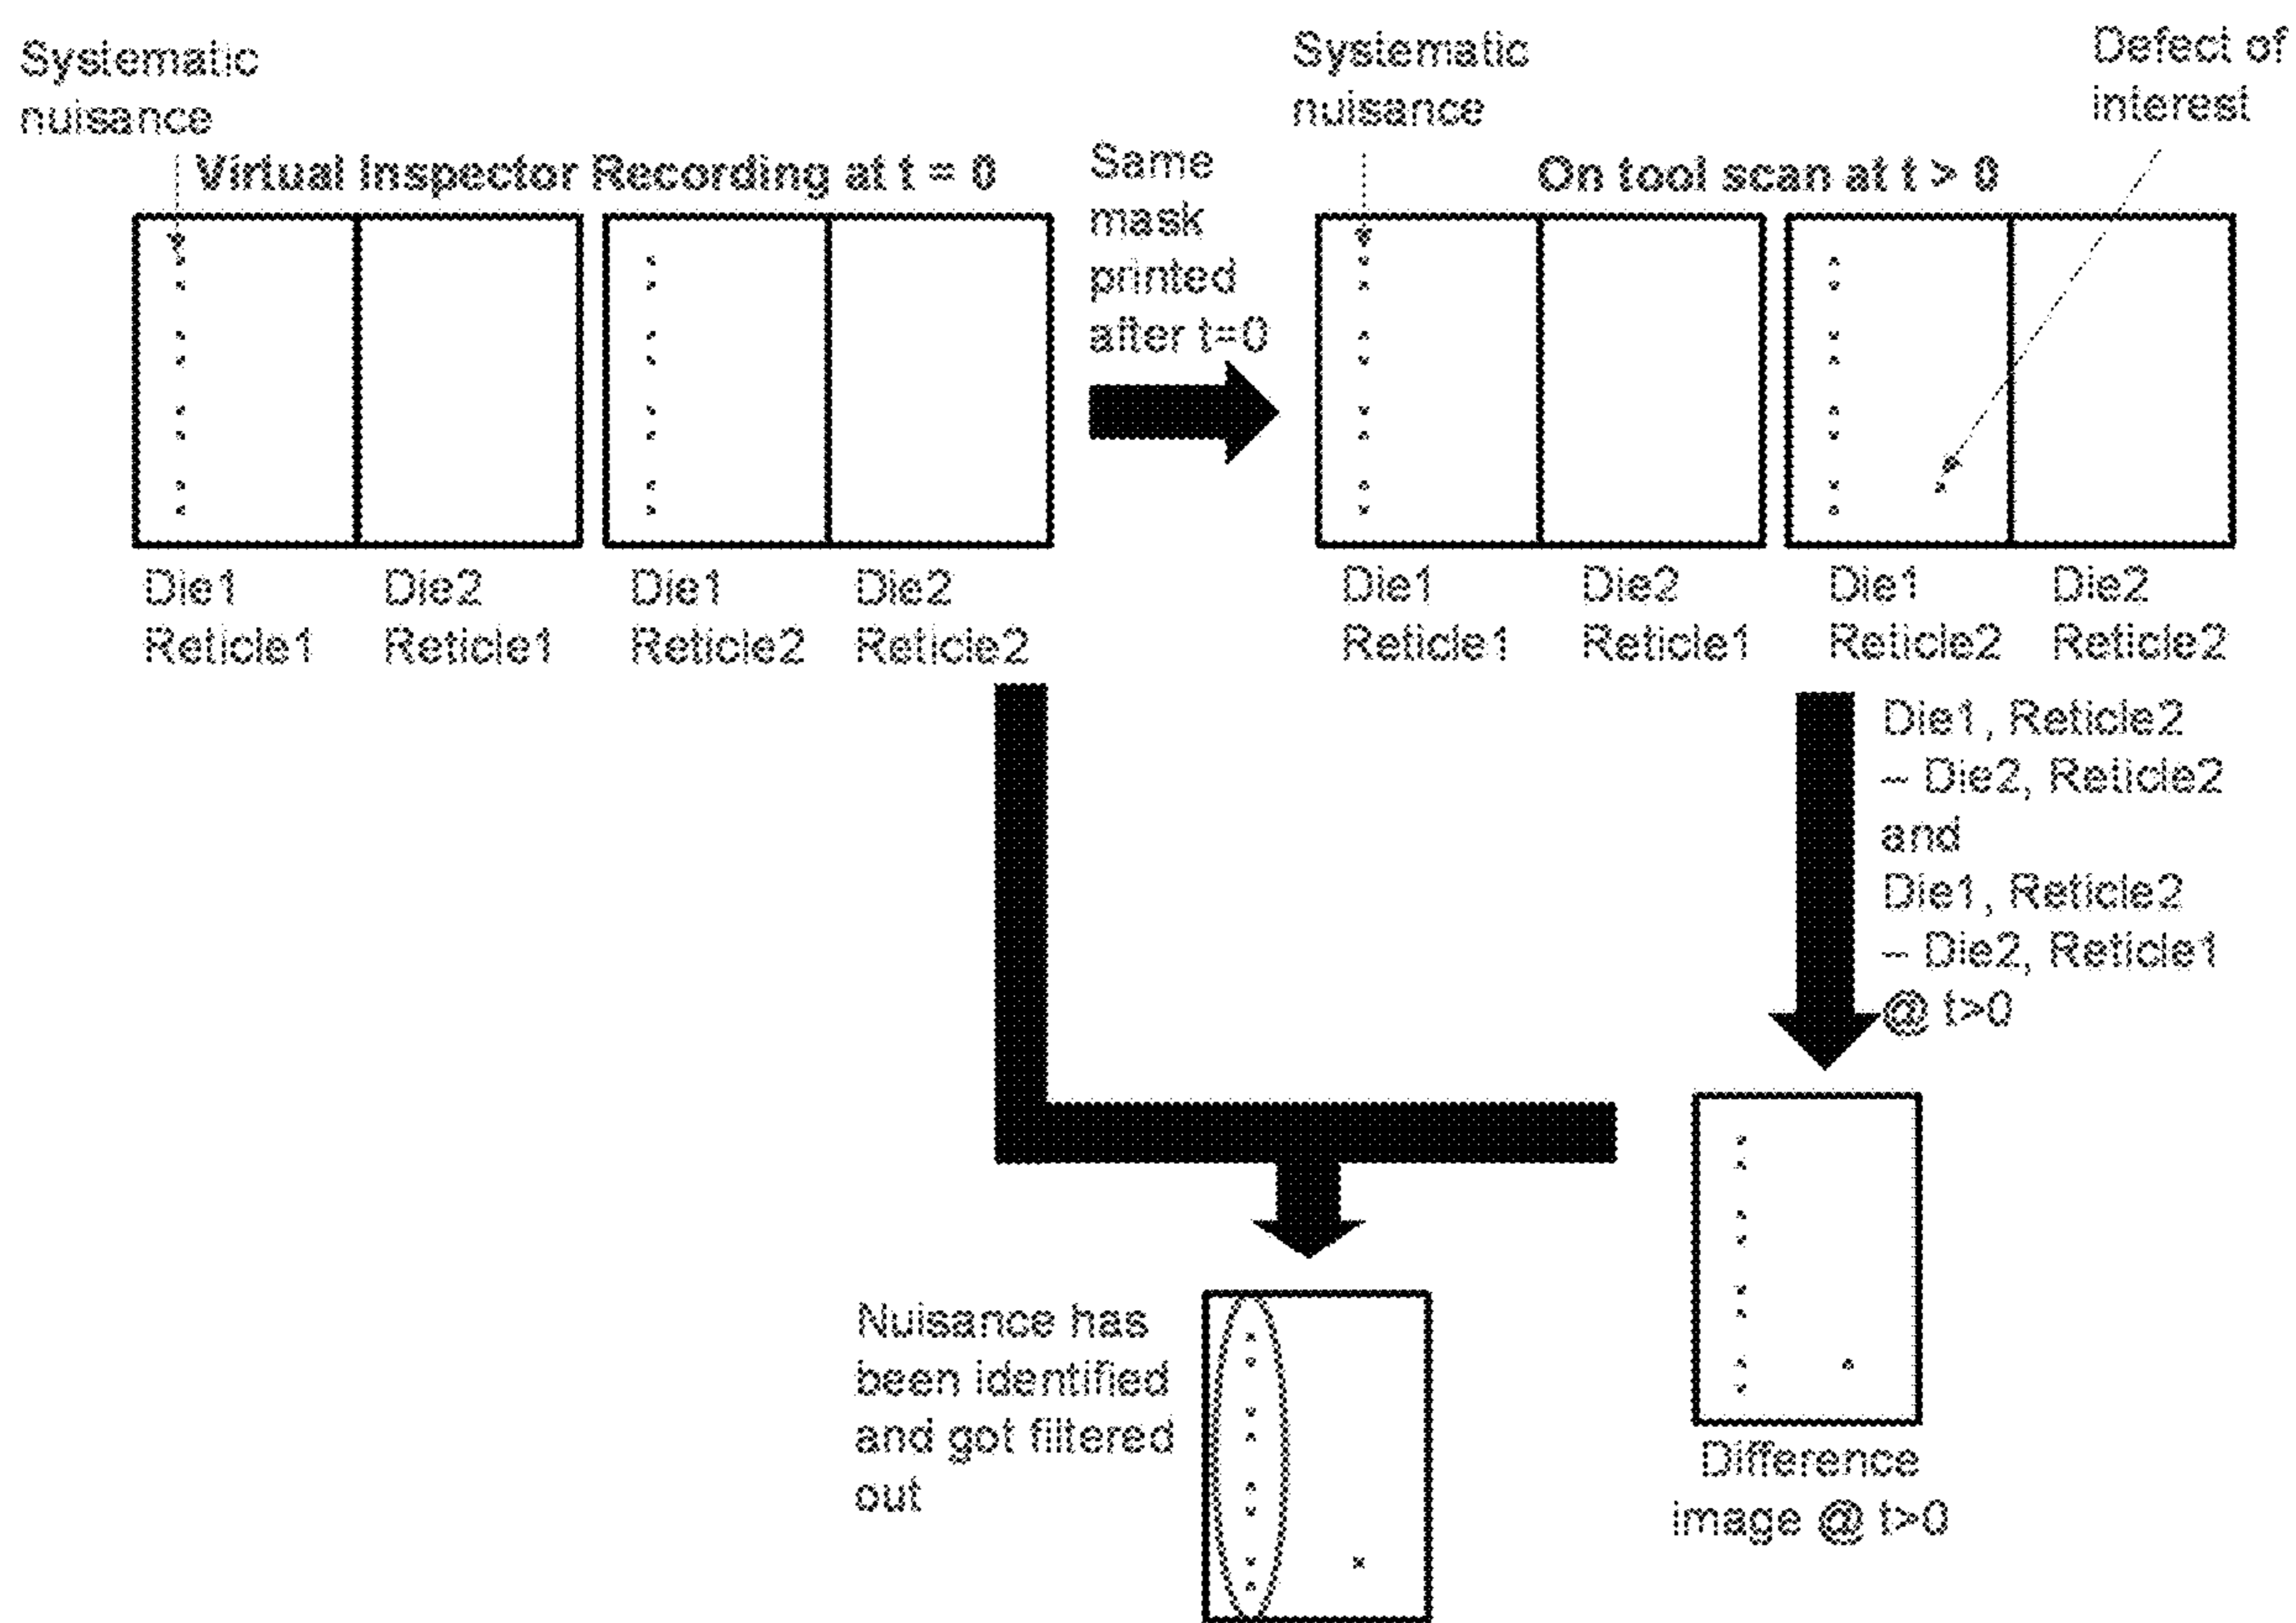 Systematic
nuisance
Virtual Inspector Recording at t = 0
Same
mask
printed
after t=0
Systematic
nuisance
On tool scan at t > 0
Defect of
interest
Die1
Reticle1
Die2
Reticle1
Die1
Reticle2
Die2
Reticle2
Die1
Reticle1
Die2
Reticle1
Die1
Reticle2
Die2
Reticle2
Die1, Reticle2
– Die2, Reticle2
and
Die1, Reticle2
– Die2, Reticle1
@ t>0
Nuisance has
been identified
and got filtered
out
Difference
image @ t>0